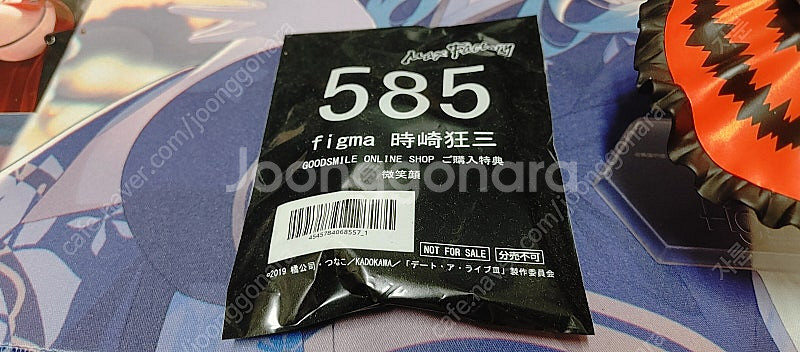 Max Factory
585
figma 時崎狂三
GOODSMILE ONLINE SHOP ご購入特典
微笑顔
Joonggonara
4545784068557_1
NOT FOR SALE 分売不可
©2019 橘公司・つなこ／KADOKAWA／「デート・ア・ライブⅢ」製作委員会